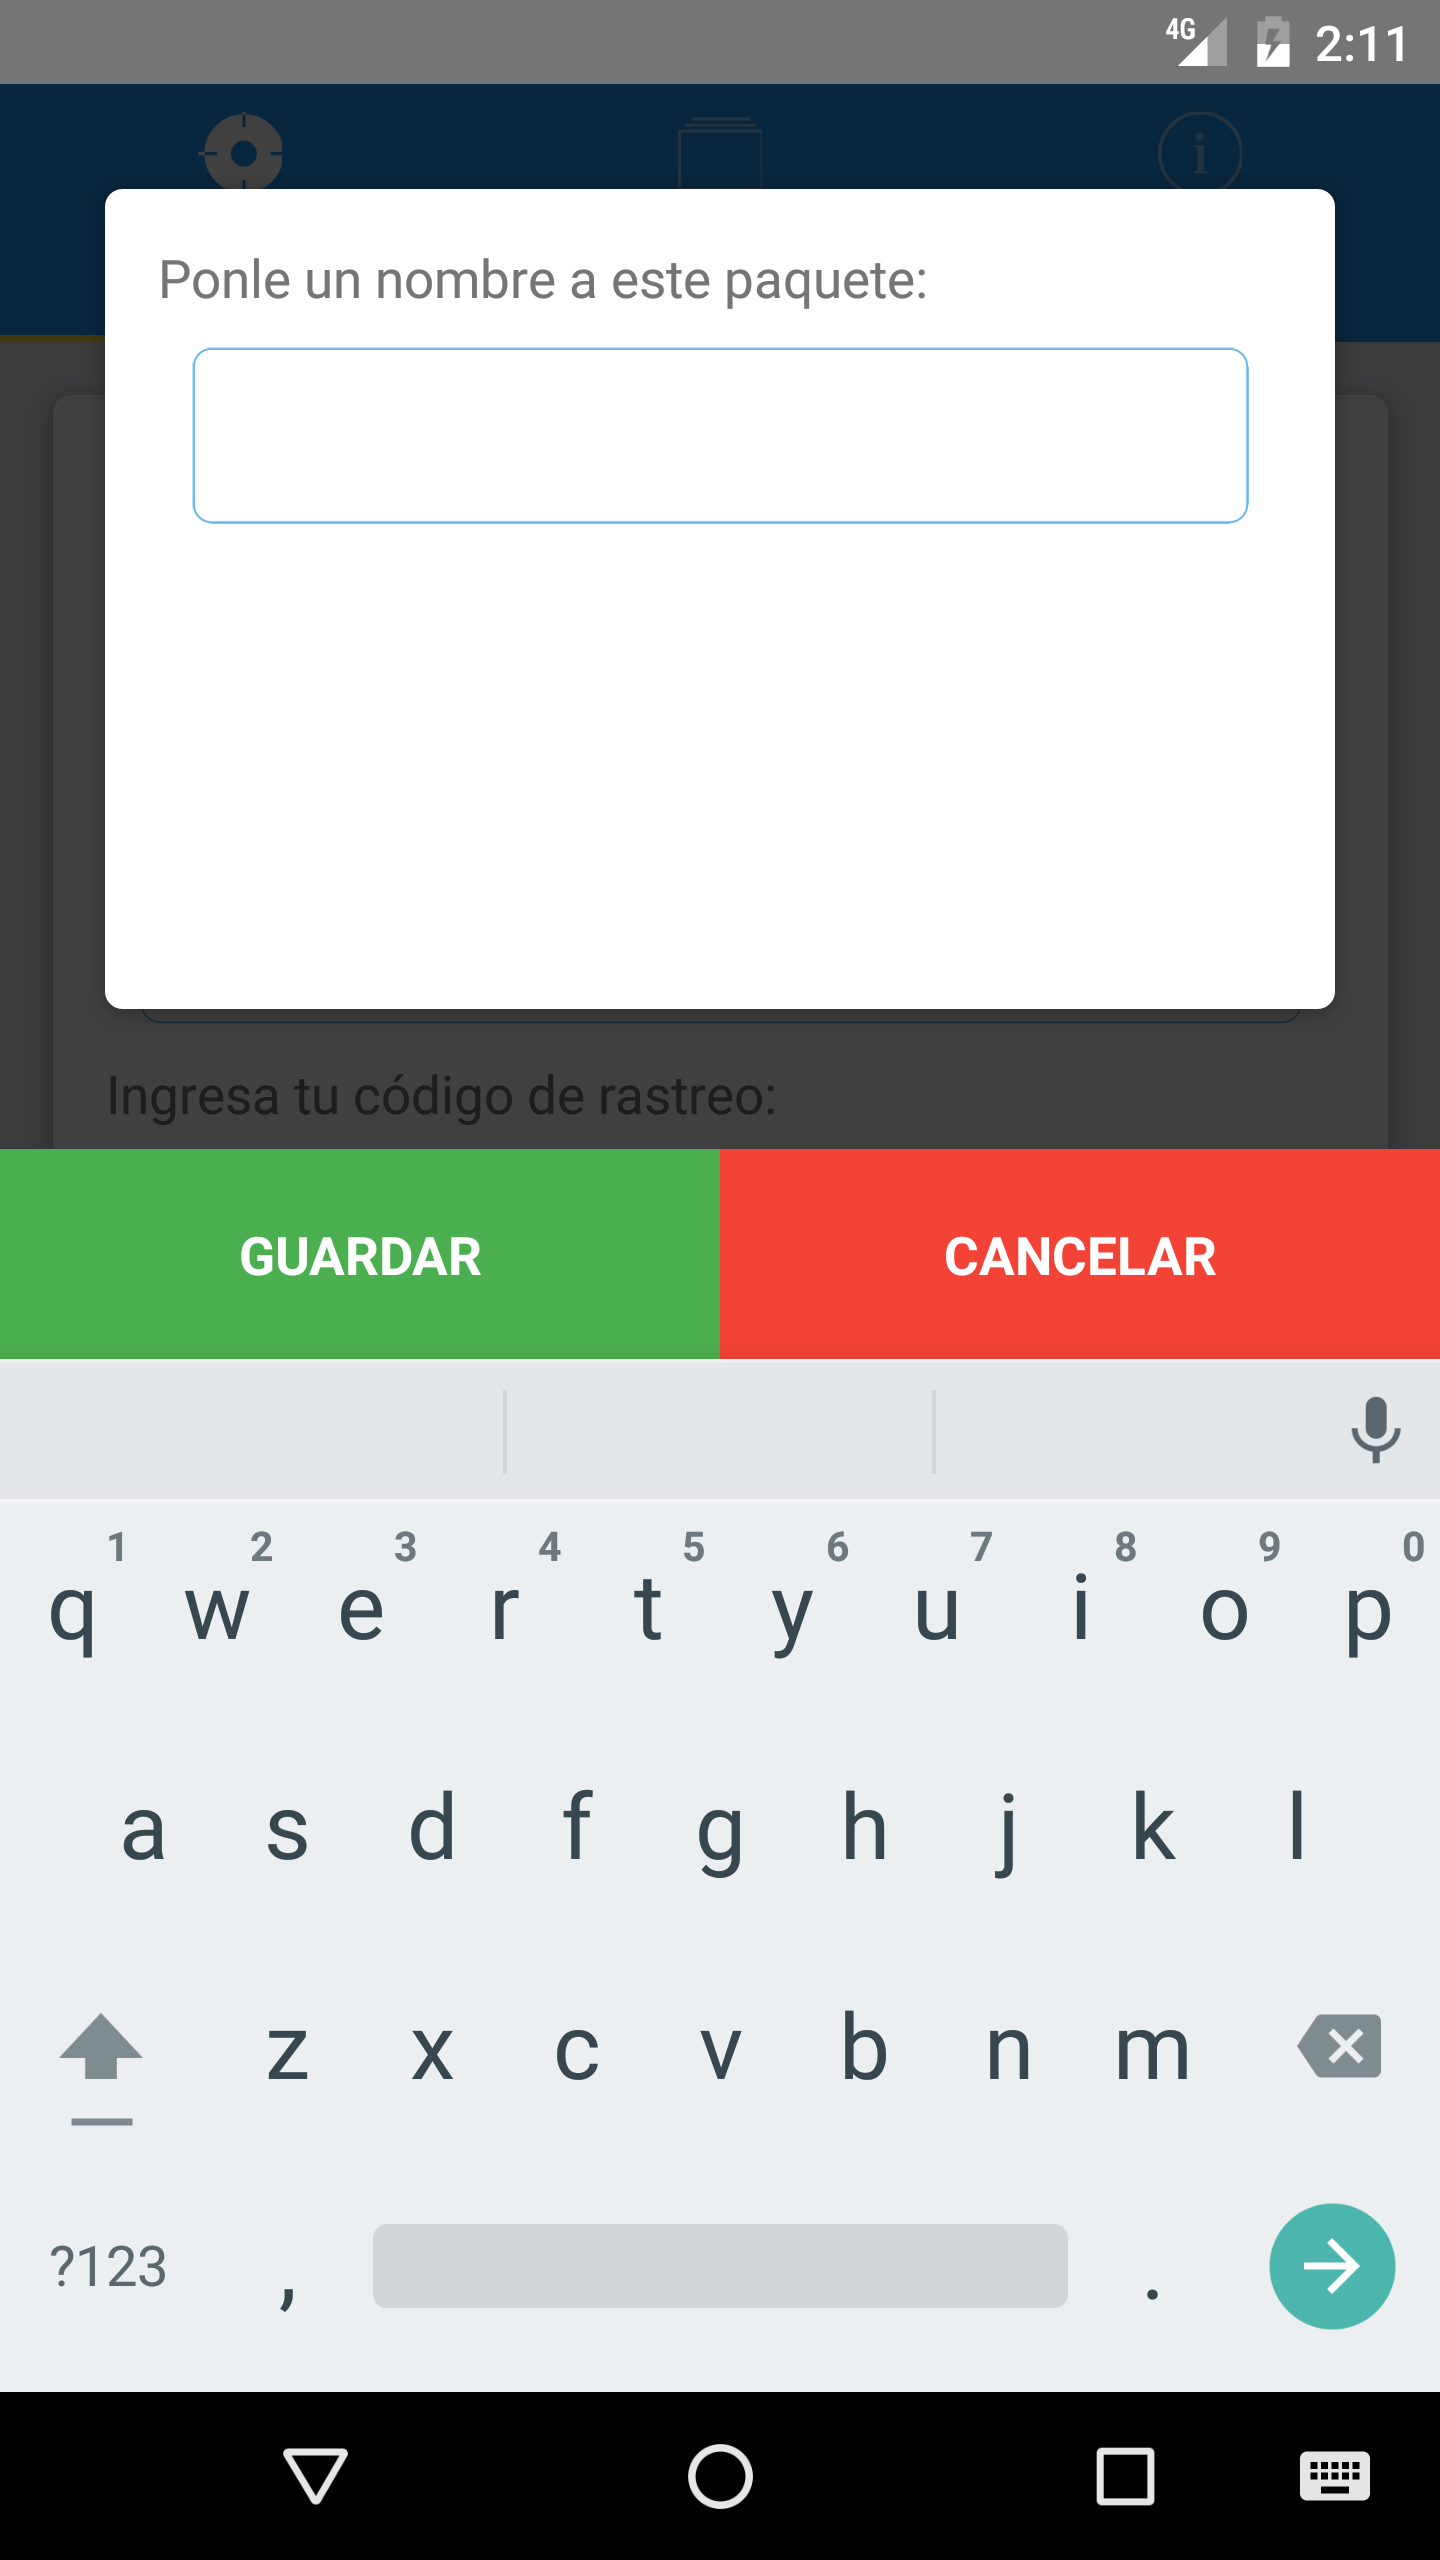 4G 2:11
i
Ponle un nombre a este paquete:
Ingresa tu código de rastreo:
GUARDAR CANCELAR
1 2 3 4 5 6 7 8 9 0
q w e r t y u i o p
a s d f g h j k l
z x c v b n m
?123 , .